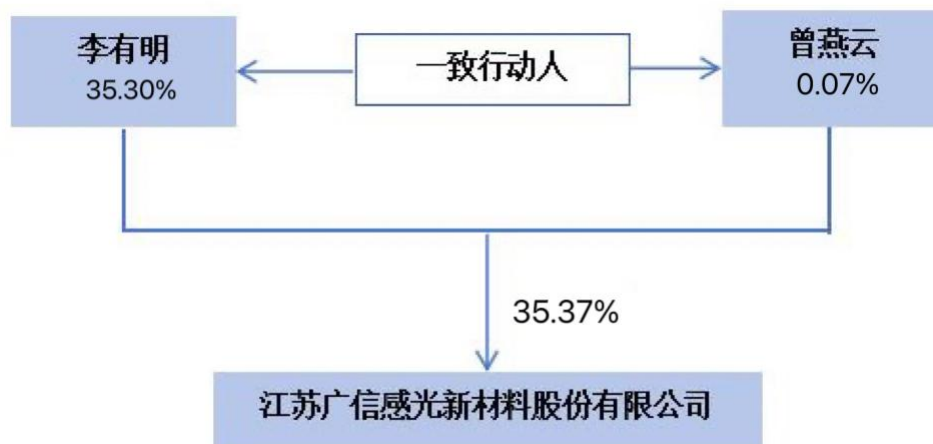 李有明
35.30%
一致行动人
曾燕云
0.07%
35.37%
江苏广信感光新材料股份有限公司